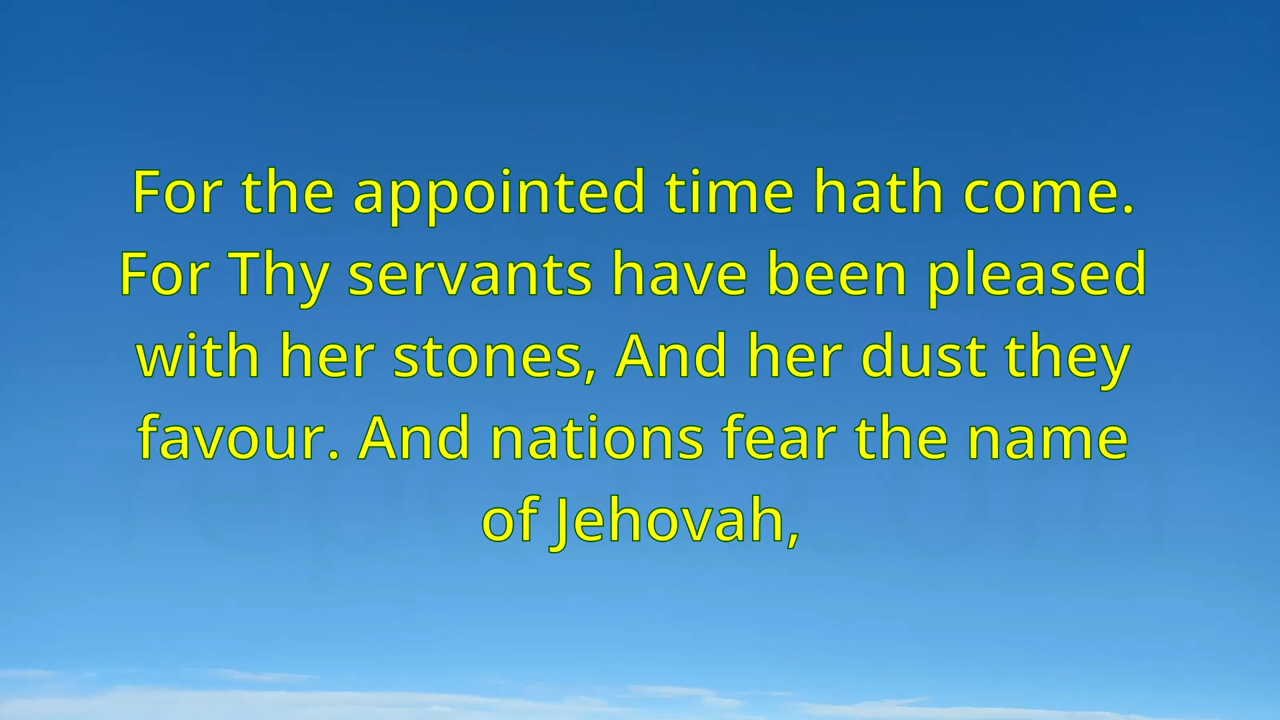 For the appointed time hath come.
For Thy servants have been pleased
with her stones, And her dust they
favour. And nations fear the name
of Jehovah,